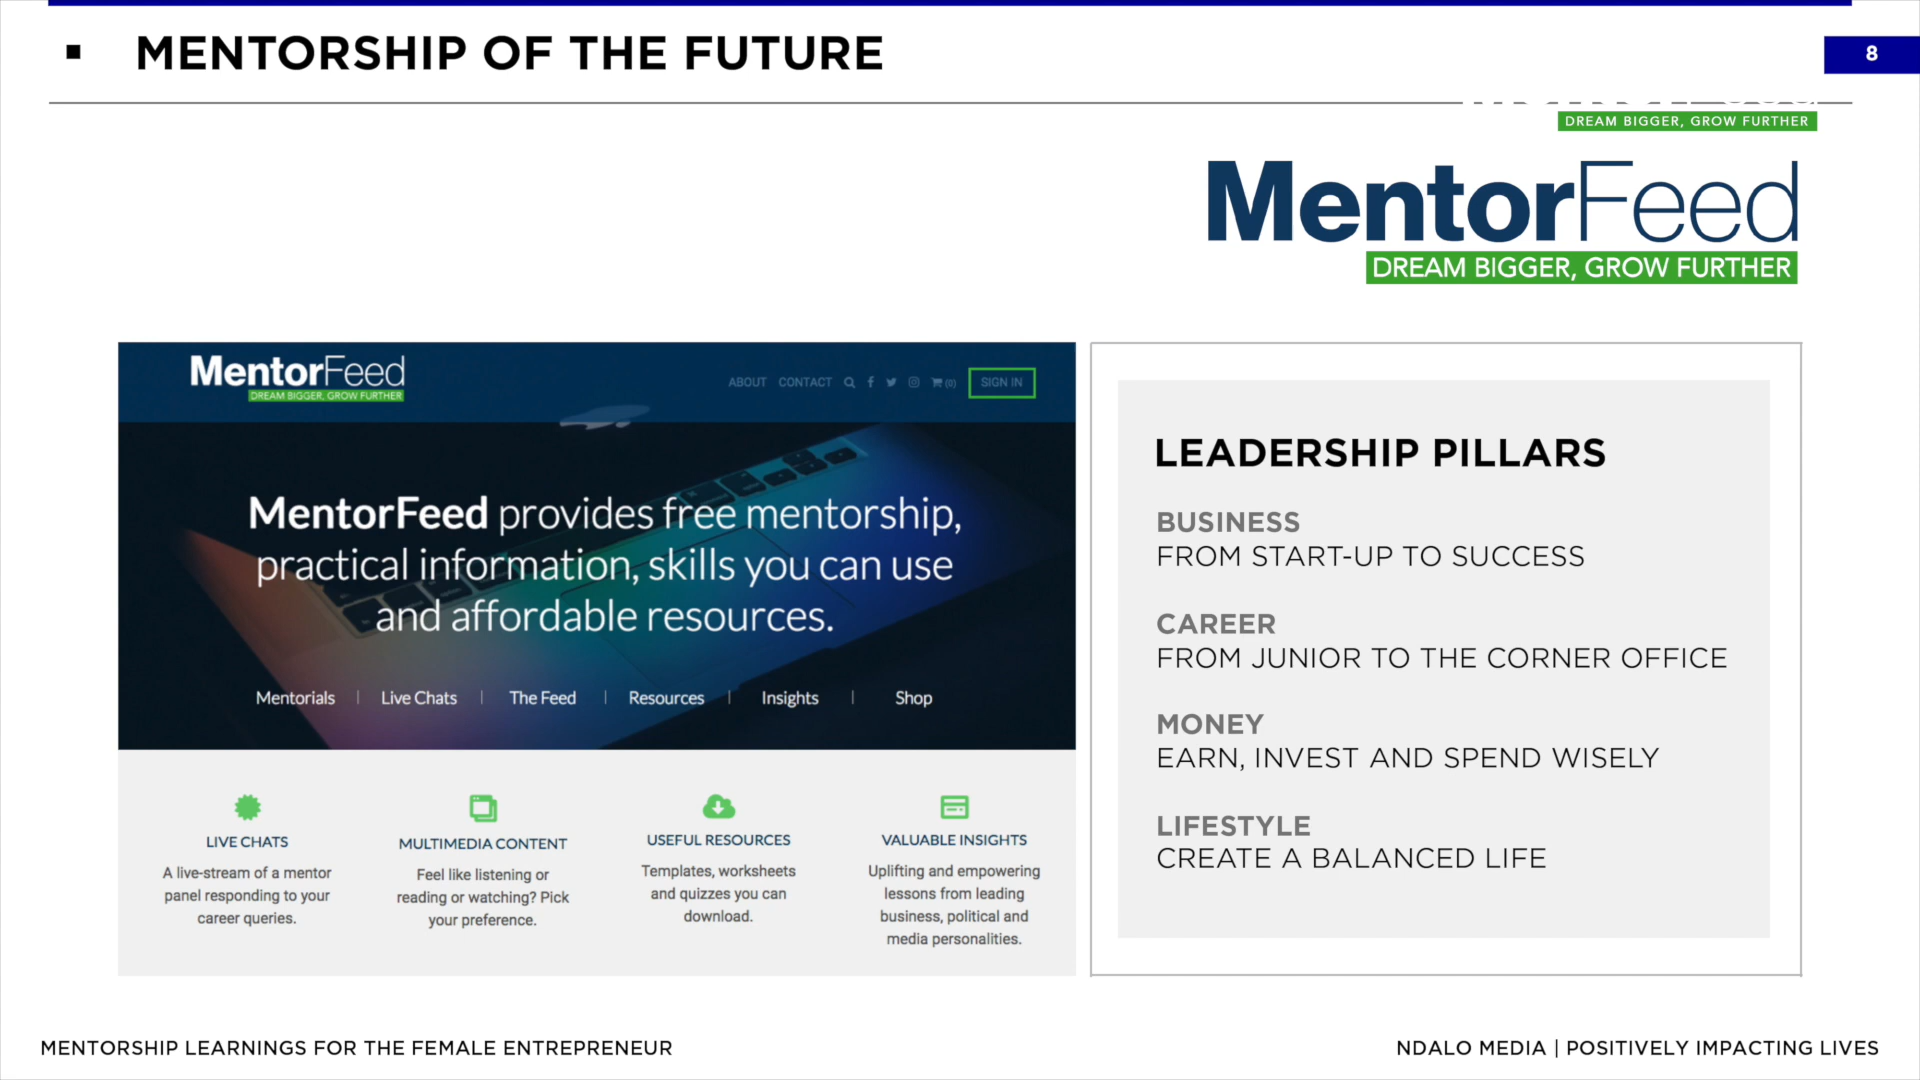 MENTORSHIP OF THE FUTURE
8
DREAM BIGGER, GROW FURTHER
MentorFeed
DREAM BIGGER, GROW FURTHER
MentorFeed
DREAM BIGGER, GROW FURTHER
ABOUT CONTACT (0) SIGN IN
MentorFeed provides free mentorship,
practical information, skills you can use
and affordable resources.
Mentorials | Live Chats | The Feed | Resources | Insights | Shop
LIVE CHATS
A live-stream of a mentor
panel responding to your
career queries.
MULTIMEDIA CONTENT
Feel like listening or
reading or watching? Pick
your preference.
USEFUL RESOURCES
Templates, worksheets
and quizzes you can
download.
VALUABLE INSIGHTS
Uplifting and empowering
lessons from leading
business, political and
media personalities.
LEADERSHIP PILLARS
BUSINESS
FROM START-UP TO SUCCESS
CAREER
FROM JUNIOR TO THE CORNER OFFICE
MONEY
EARN, INVEST AND SPEND WISELY
LIFESTYLE
CREATE A BALANCED LIFE
MENTORSHIP LEARNINGS FOR THE FEMALE ENTREPRENEUR
NDALO MEDIA | POSITIVELY IMPACTING LIVES